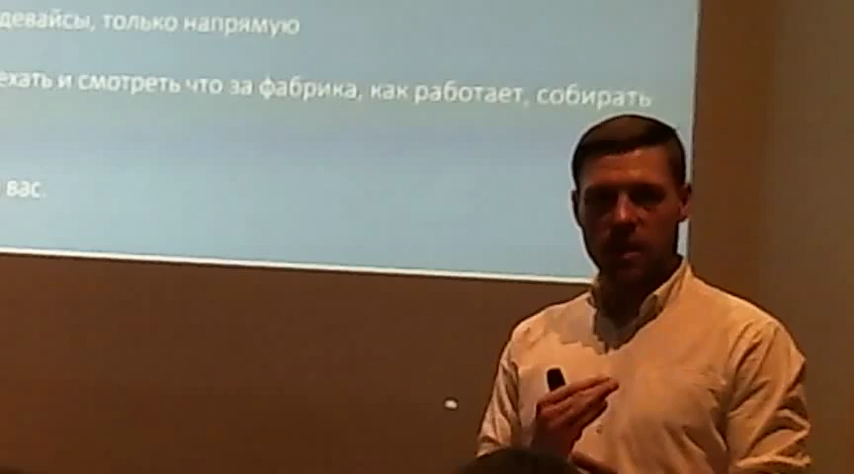 девайсы, только напрямую
ехать и смотреть что за фабрика, как работает, собирать
вас.